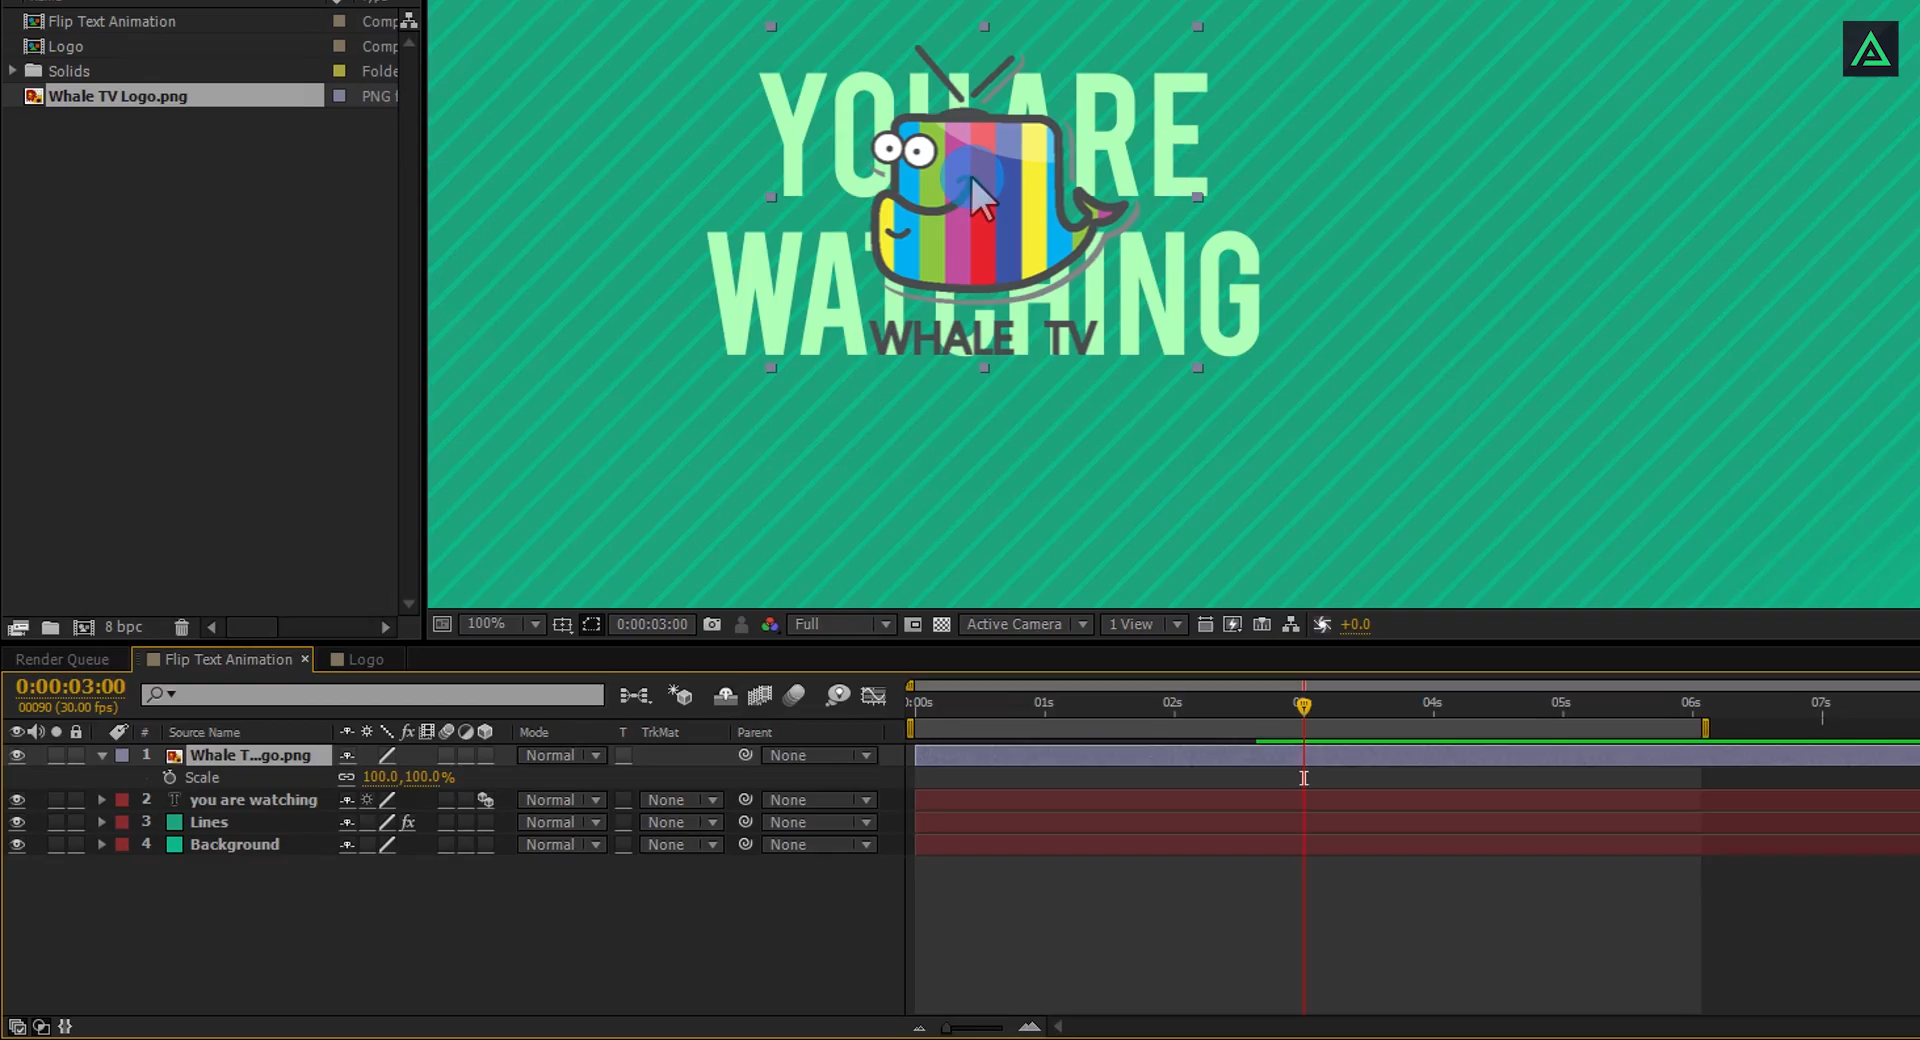 Flip Text Animation Comp
Logo Comp
Solids Folde
Whale TV Logo.png PNG f
YOU ARE
WATCHING
WHALE TV
8 bpc
100% 0:00:03:00 Full Active Camera 1 View +0.0
Render Queue Flip Text Animation × Logo
0:00:03:00
00090 (30.00 fps)
:00s 01s 02s 04s 05s 06s 07s
# Source Name fx Mode T TrkMat Parent
1 Whale T...go.png Normal None
Scale 100.0,100.0%
2 T you are watching Normal None None
3 Lines fx Normal None None
4 Background Normal None None